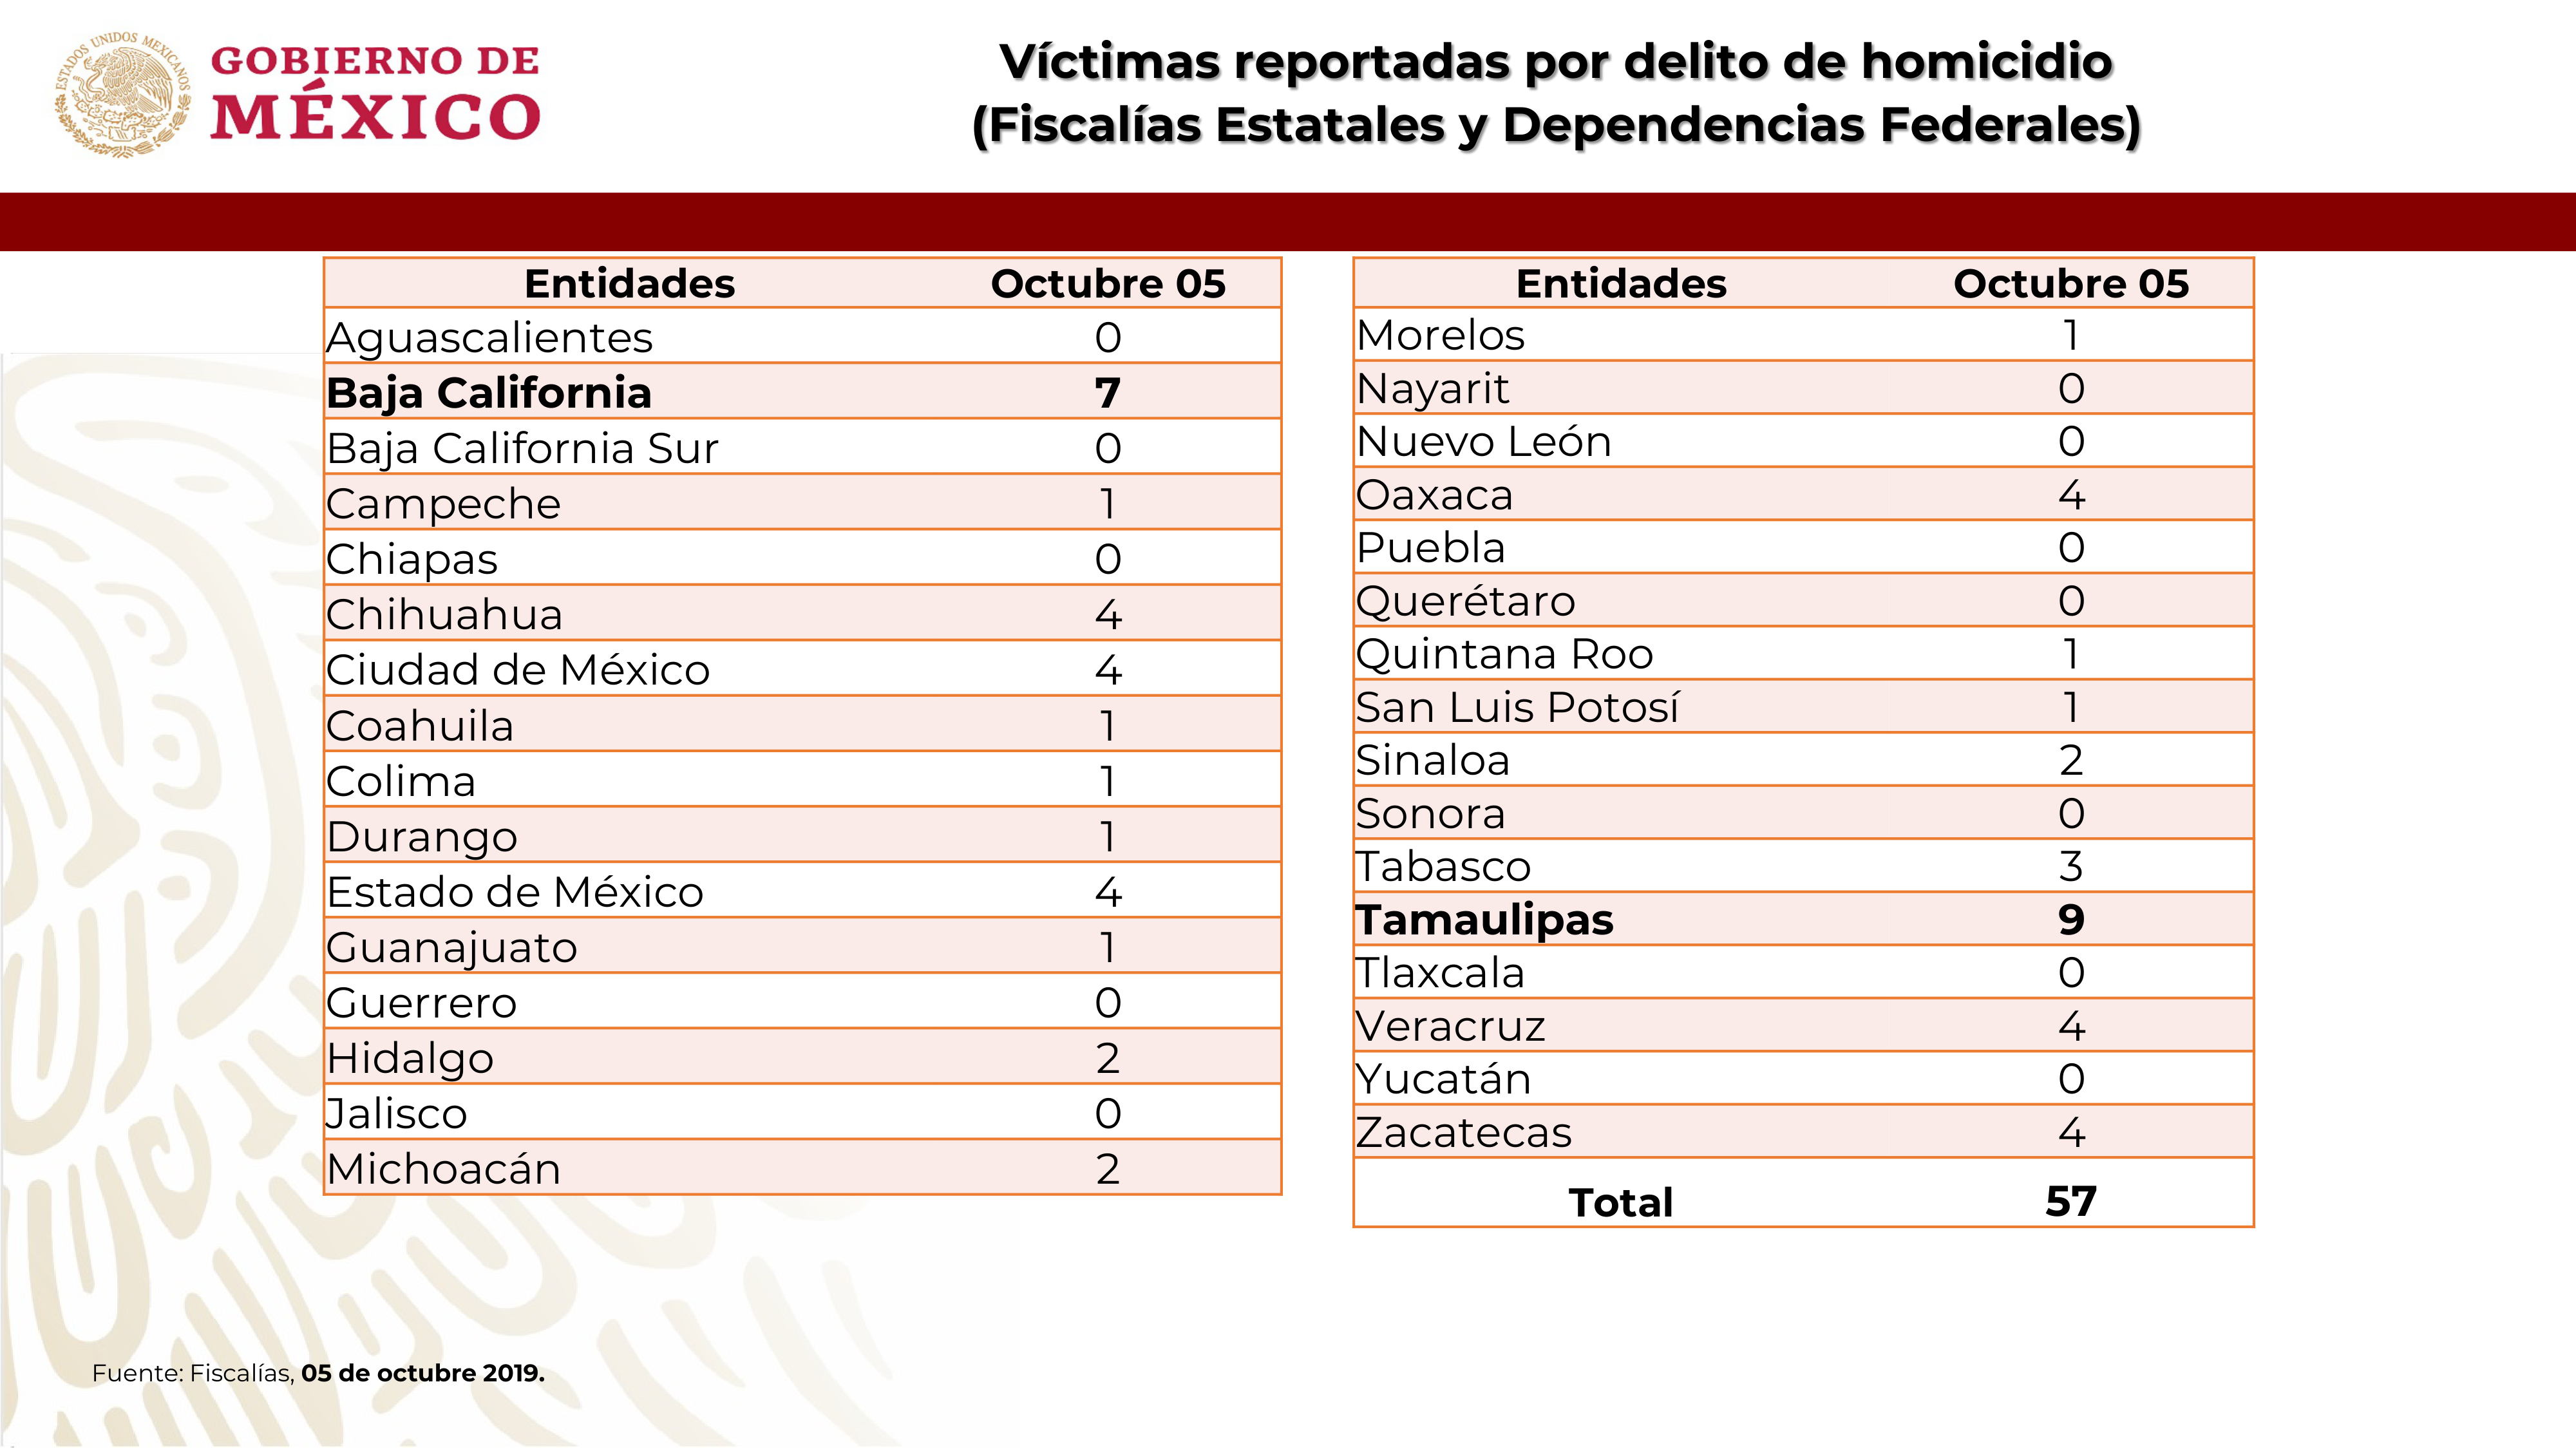 ESTADOS UNIDOS MEXICANOS
GOBIERNO DE
MÉXICO
Víctimas reportadas por delito de homicidio
(Fiscalías Estatales y Dependencias Federales)
Entidades Octubre 05
Aguascalientes 0
Baja California 7
Baja California Sur 0
Campeche 1
Chiapas 0
Chihuahua 4
Ciudad de México 4
Coahuila 1
Colima 1
Durango 1
Estado de México 4
Guanajuato 1
Guerrero 0
Hidalgo 2
Jalisco 0
Michoacán 2
Entidades Octubre 05
Morelos 1
Nayarit 0
Nuevo León 0
Oaxaca 4
Puebla 0
Querétaro 0
Quintana Roo 1
San Luis Potosí 1
Sinaloa 2
Sonora 0
Tabasco 3
Tamaulipas 9
Tlaxcala 0
Veracruz 4
Yucatán 0
Zacatecas 4
Total 57
Fuente: Fiscalías, 05 de octubre 2019.